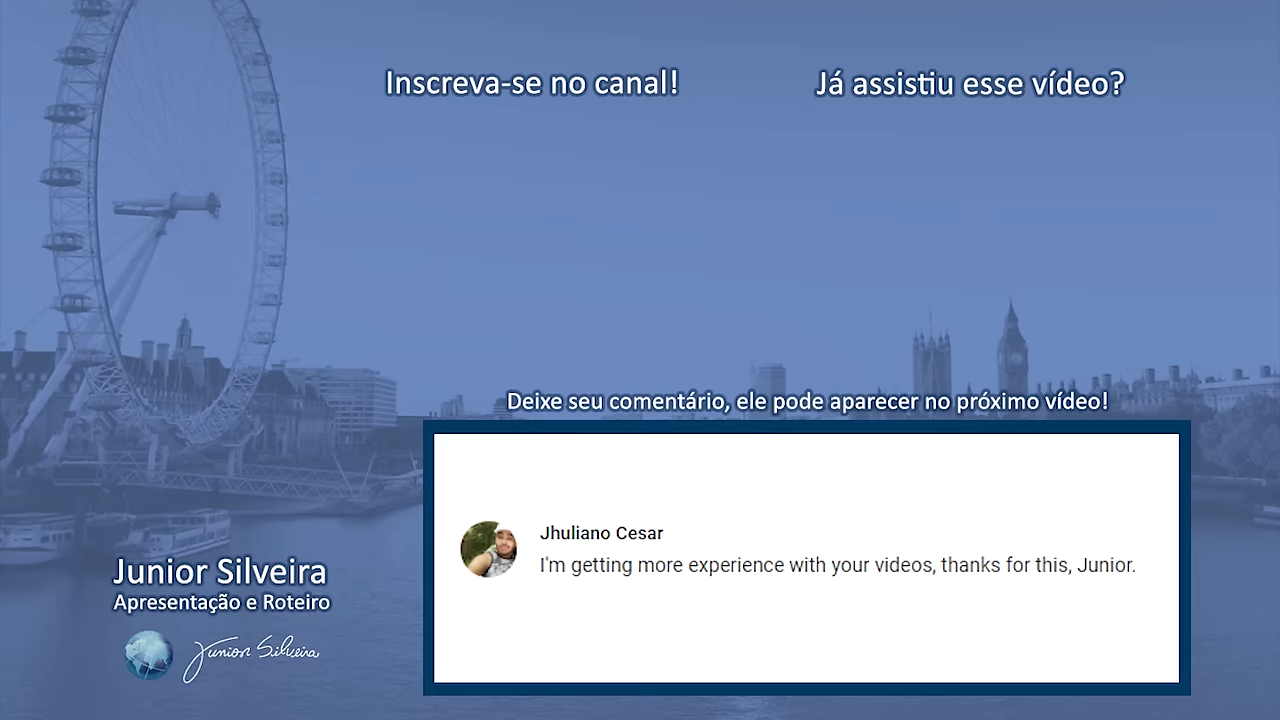 Inscreva-se no canal!
Já assistiu esse vídeo?
Deixe seu comentário, ele pode aparecer no próximo vídeo!
Jhuliano Cesar
I'm getting more experience with your videos, thanks for this, Junior.
Junior Silveira
Apresentação e Roteiro
Junior Silveira